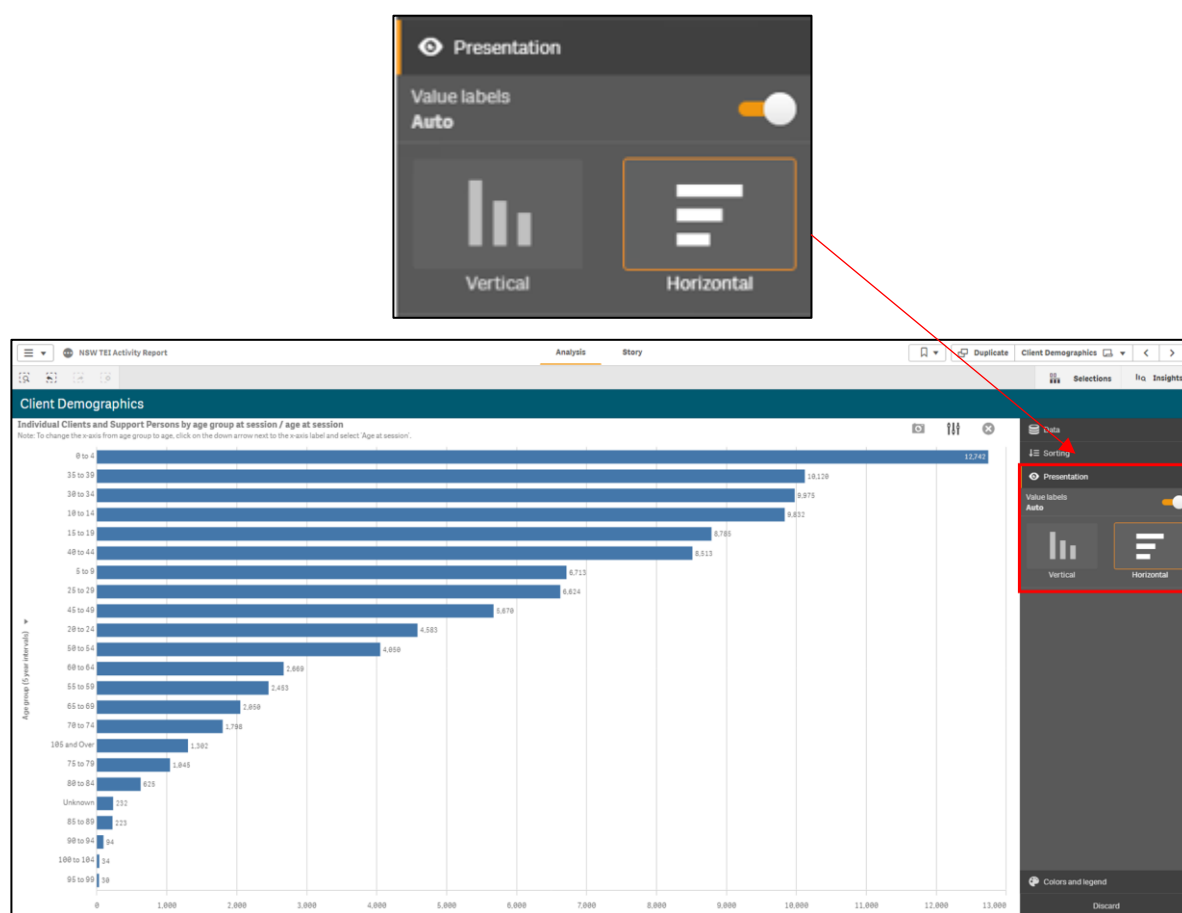 Presentation
Value labels
Auto
Vertical Horizontal
NSW TEI Activity Report Analysis Story Duplicate Client Demographics
Selections Insights
Client Demographics
Individual Clients and Support Persons by age group at session / age at session
Note: To change the x-axis from age group to age, click on the down arrow next to the x-axis label and select 'Age at session'.
Data
Sorting
Presentation
Value labels
Auto
Vertical Horizontal
Colors and legend
Discard
Age group (5 year intervals)
0 to 4 12,742
35 to 39 10,120
30 to 34 9,975
10 to 14 9,832
15 to 19 8,785
40 to 44 8,513
5 to 9 6,713
25 to 29 6,624
45 to 49 5,670
20 to 24 4,583
50 to 54 4,050
60 to 64 2,669
55 to 59 2,453
65 to 69 2,050
70 to 74 1,798
105 and Over 1,302
75 to 79 1,045
80 to 84 625
Unknown 232
85 to 89 223
90 to 94 94
100 to 104 34
95 to 99 30
0 1,000 2,000 3,000 4,000 5,000 6,000 7,000 8,000 9,000 10,000 11,000 12,000 13,000